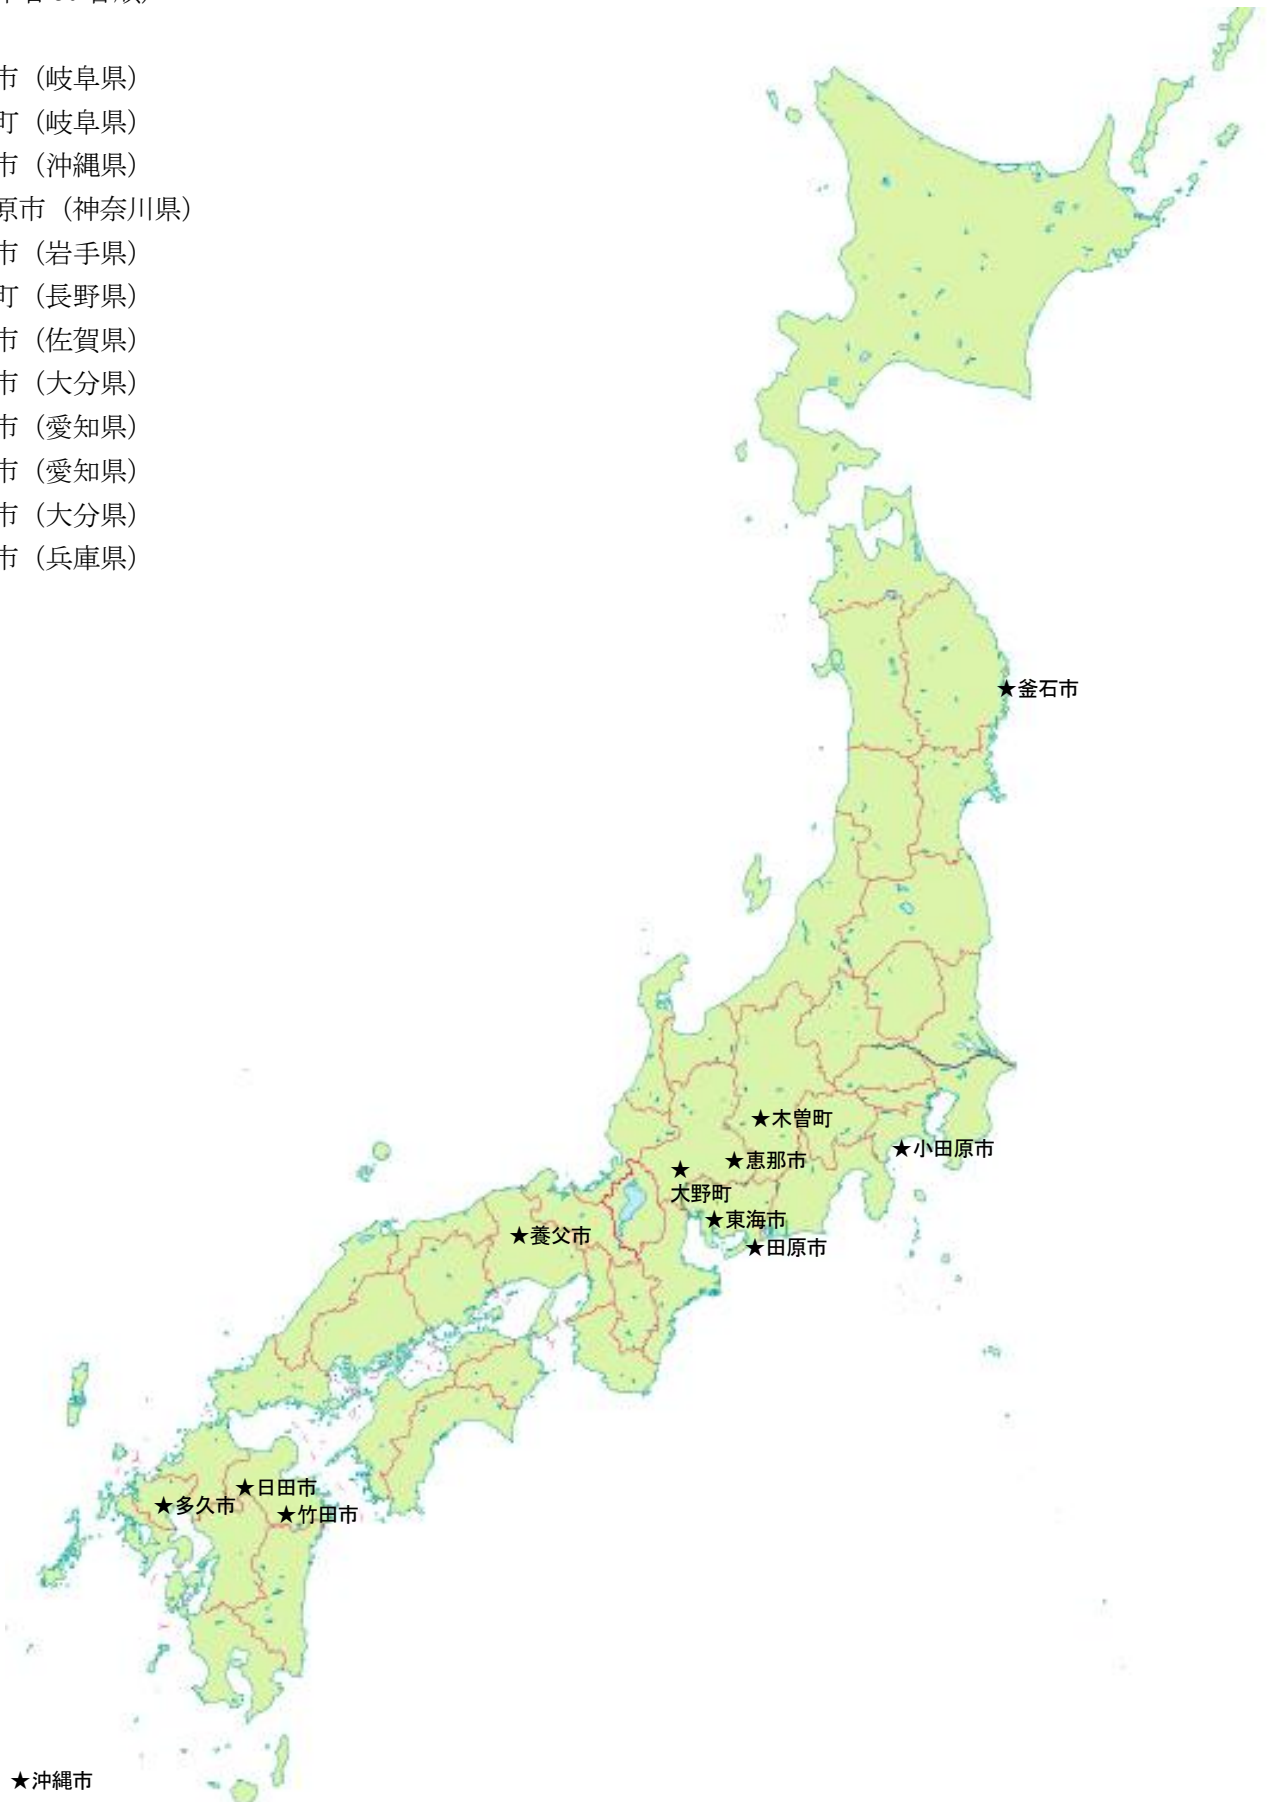 市（岐阜県）
町（岐阜県）
市（沖縄県）
原市（神奈川県）
市（岩手県）
町（長野県）
市（佐賀県）
市（大分県）
市（愛知県）
市（愛知県）
市（大分県）
市（兵庫県）
★釜石市
★木曽町
★小田原市
★恵那市
★
大野町
★東海市
★養父市
★田原市
★日田市
★多久市
★竹田市
★沖縄市